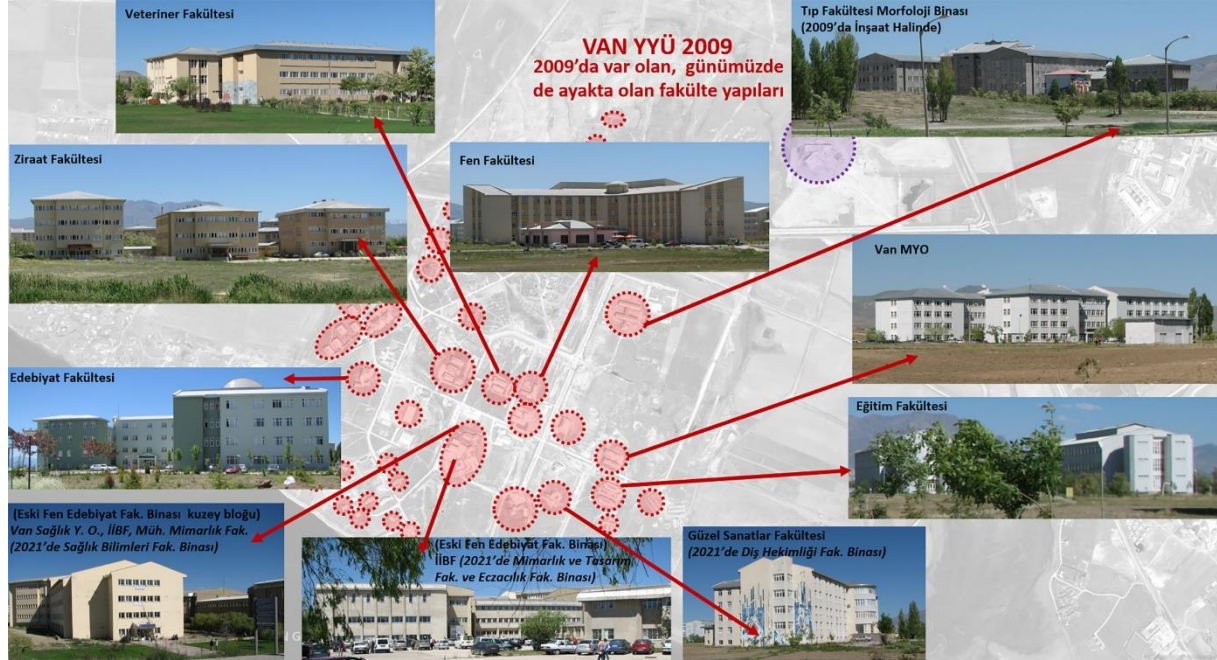 Veteriner Fakültesi
VAN YYÜ 2009
2009'da var olan, günümüzde
de ayakta olan fakülte yapıları
Tıp Fakültesi Morfoloji Binası
(2009'da İnşaat Halinde)
Ziraat Fakültesi
Fen Fakültesi
Van MYO
Edebiyat Fakültesi
Eğitim Fakültesi
(Eski Fen Edebiyat Fak. Binası kuzey bloğu)
Van Sağlık Y. O., İİBF, Müh. Mimarlık Fak.
(2021'de Sağlık Bilimleri Fak. Binası)
(Eski Fen Edebiyat Fak. Binası)
İİBF (2021'de Mimarlık ve Tasarım
Fak. ve Eczacılık Fak. Binası)
Güzel Sanatlar Fakültesi
(2021'de Diş Hekimliği Fak. Binası)